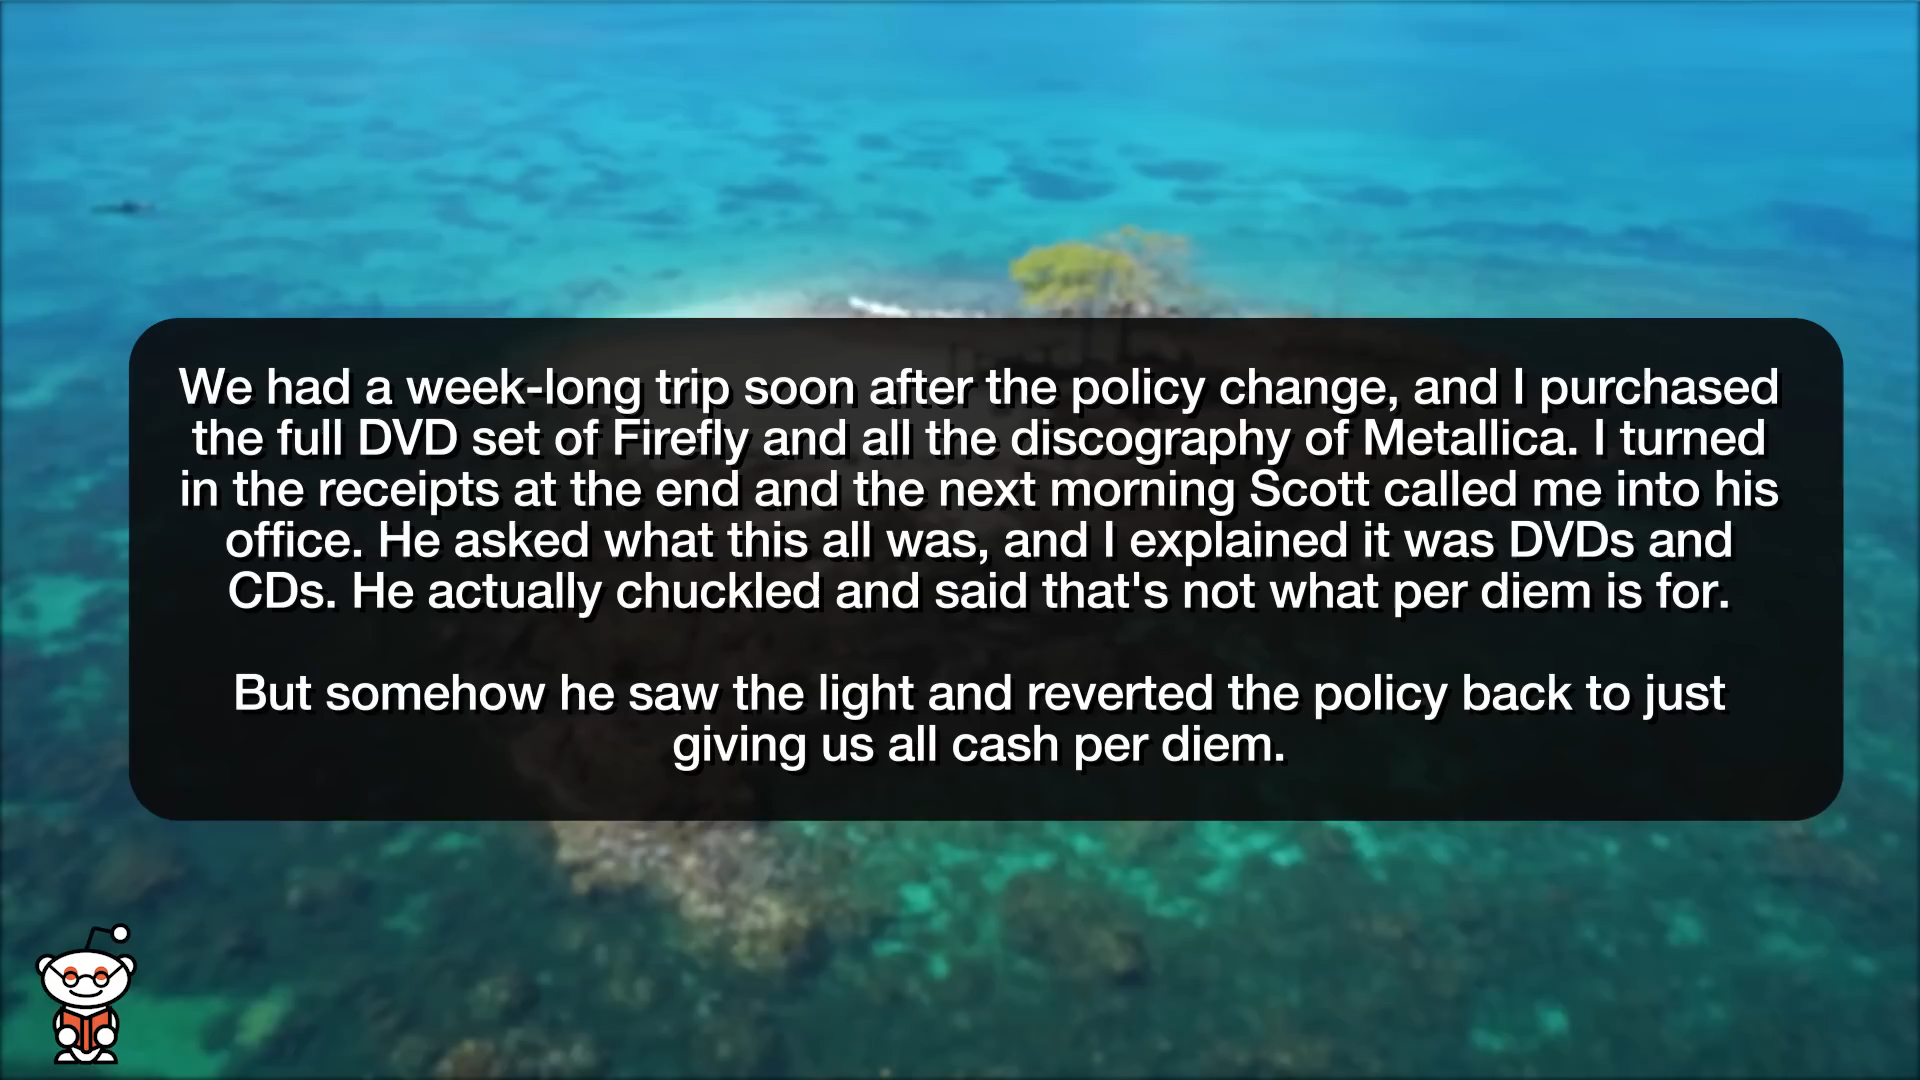 We had a week-long trip soon after the policy change, and I purchased
the full DVD set of Firefly and all the discography of Metallica. I turned
in the receipts at the end and the next morning Scott called me into his
office. He asked what this all was, and I explained it was DVDs and
CDs. He actually chuckled and said that's not what per diem is for.
But somehow he saw the light and reverted the policy back to just
giving us all cash per diem.